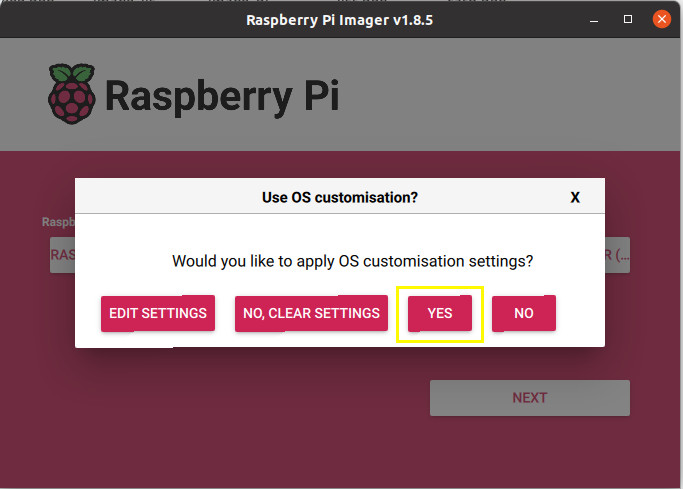 Raspberry Pi Imager v1.8.5
Raspberry Pi
Use OS customisation? X
Raspb
Would you like to apply OS customisation settings?
RAS R (...
EDIT SETTINGS NO, CLEAR SETTINGS YES NO
NEXT